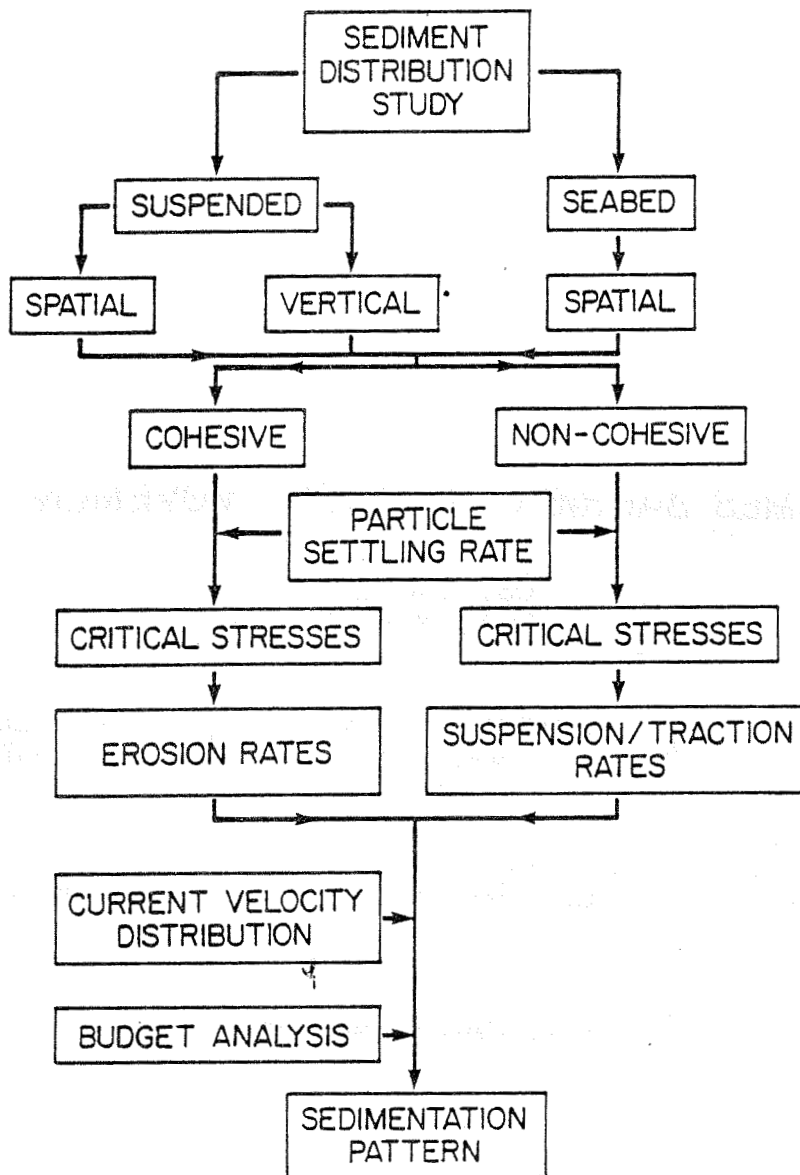 SEDIMENT
DISTRIBUTION
STUDY
SUSPENDED
SEABED
SPATIAL
VERTICAL
SPATIAL
COHESIVE
NON-COHESIVE
PARTICLE
SETTLING RATE
CRITICAL STRESSES
CRITICAL STRESSES
EROSION RATES
SUSPENSION/TRACTION
RATES
CURRENT VELOCITY
DISTRIBUTION
BUDGET ANALYSIS
SEDIMENTATION
PATTERN